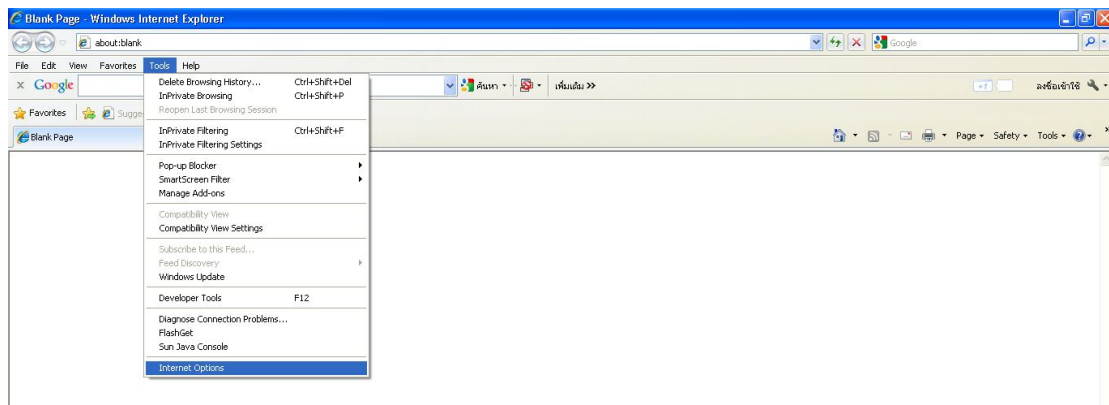 Blank Page - Windows Internet Explorer
about:blank
Google
File Edit View Favorites Tools Help
x Google ค้นหา เพิ่มเติม >> +1 ลงชื่อเข้าใช้
Favorites Sugge
Blank Page Page Safety Tools
Delete Browsing History... Ctrl+Shift+Del
InPrivate Browsing Ctrl+Shift+P
Reopen Last Browsing Session
InPrivate Filtering Ctrl+Shift+F
InPrivate Filtering Settings
Pop-up Blocker
SmartScreen Filter
Manage Add-ons
Compatibility View
Compatibility View Settings
Subscribe to this Feed...
Feed Discovery
Windows Update
Developer Tools F12
Diagnose Connection Problems...
FlashGet
Sun Java Console
Internet Options